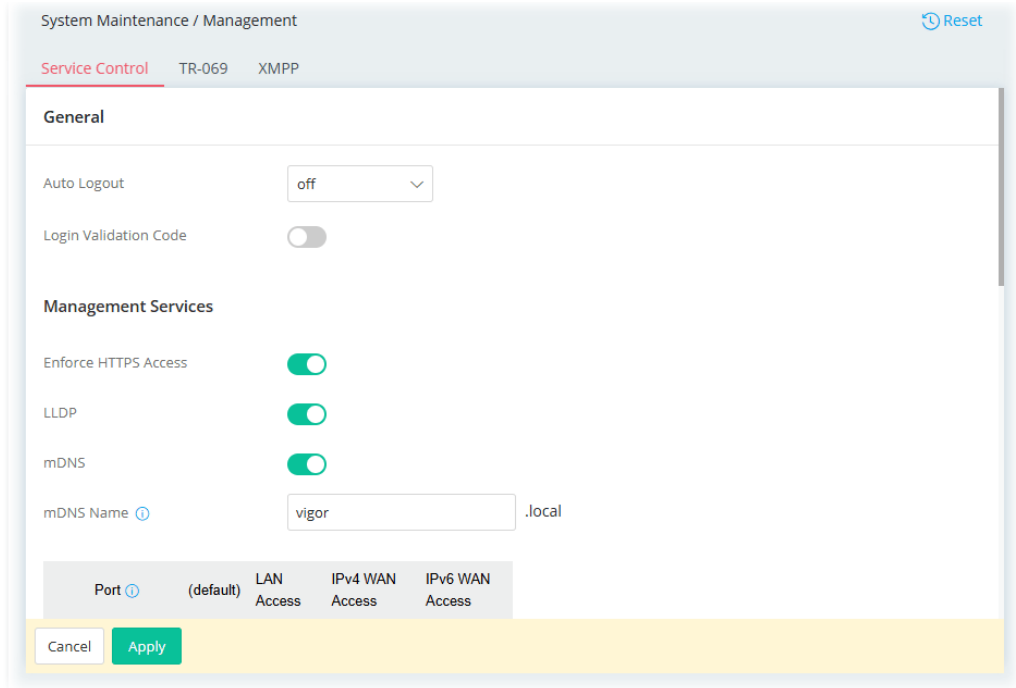 System Maintenance / Management
Reset
Service Control TR-069 XMPP
General
Auto Logout off
Login Validation Code
Management Services
Enforce HTTPS Access
LLDP
mDNS
mDNS Name vigor .local
Port (default) LAN Access IPv4 WAN Access IPv6 WAN Access
Cancel Apply